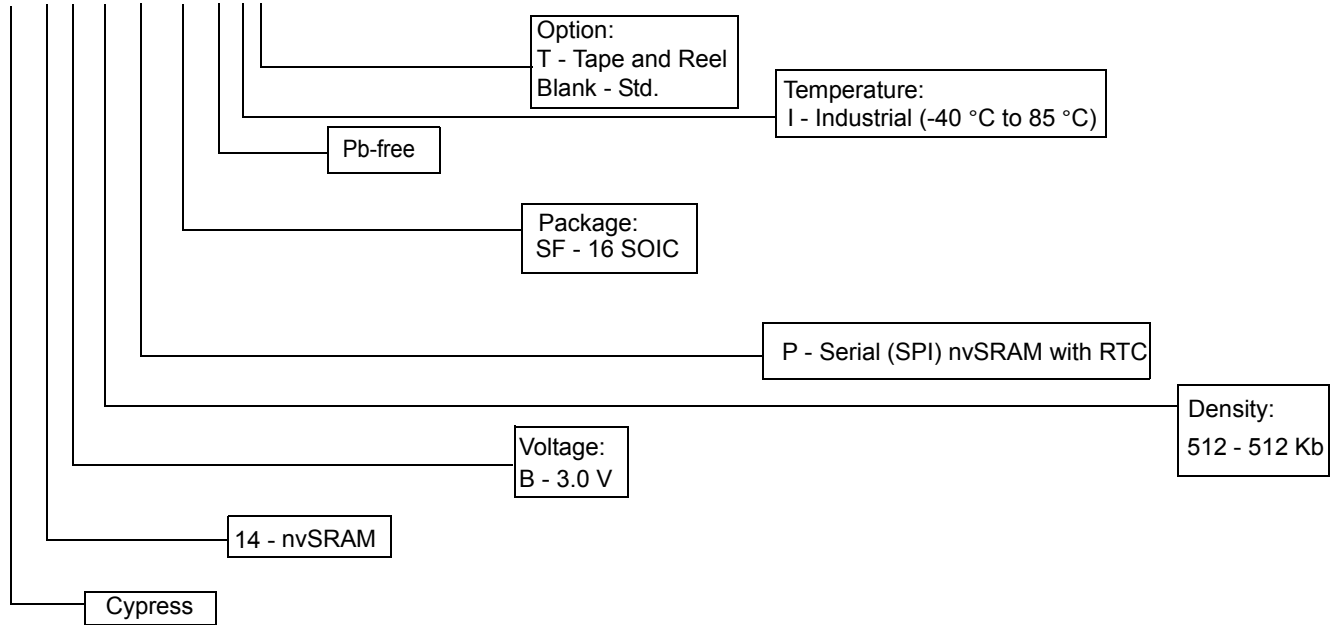 Option:
T - Tape and Reel
Blank - Std.
Temperature:
I - Industrial (-40 °C to 85 °C)
Pb-free
Package:
SF - 16 SOIC
P - Serial (SPI) nvSRAM with RTC
Density:
512 - 512 Kb
Voltage:
B - 3.0 V
14 - nvSRAM
Cypress